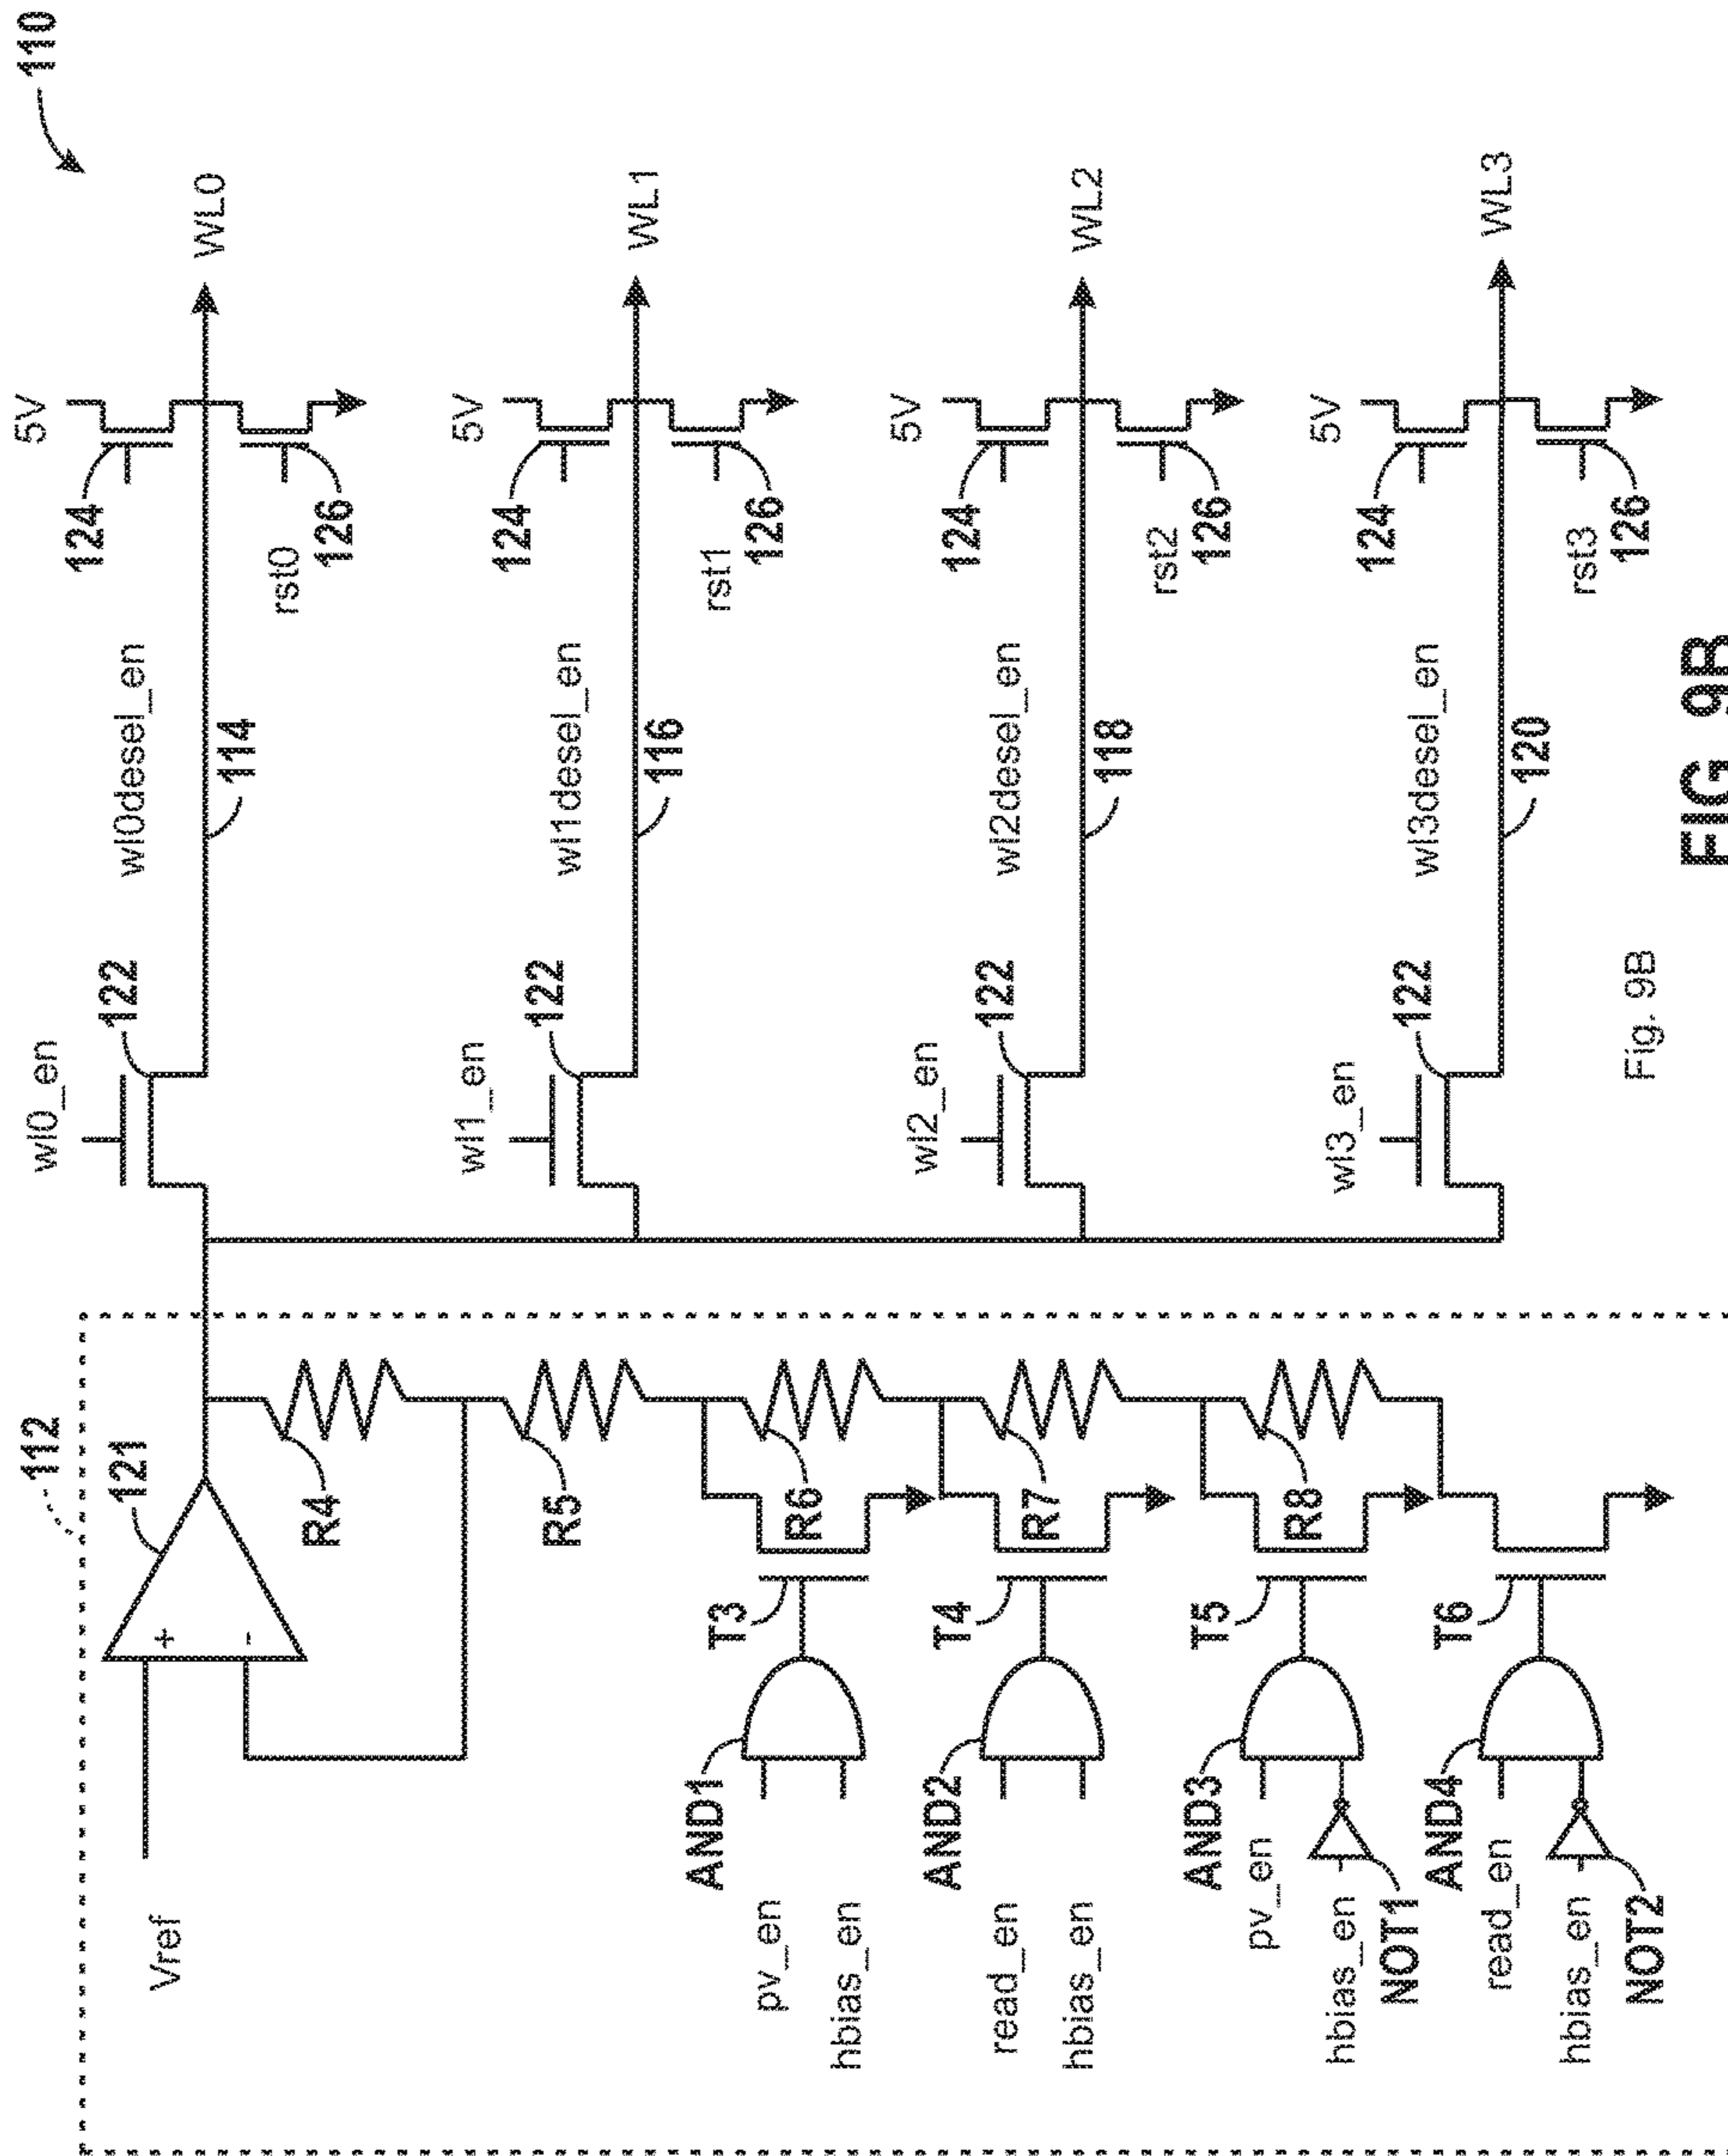 110
112
121
Vref
+
-
R4
R5
R6
R7
R8
T3
T4
T5
T6
AND1
pv_en
hbias_en
AND2
read_en
hbias_en
AND3
pv_en
hbias_en
NOT1
AND4
read_en
hbias_en
NOT2
wl0_en
122
wl0desel_en
114
5V
124
rst0
126
WL0
wl1_en
122
wl1desel_en
116
5V
124
rst1
126
WL1
wl2_en
122
wl2desel_en
118
5V
124
rst2
126
WL2
wl3_en
122
wl3desel_en
120
5V
124
rst3
126
WL3
Fig. 9B
FIG. 9B